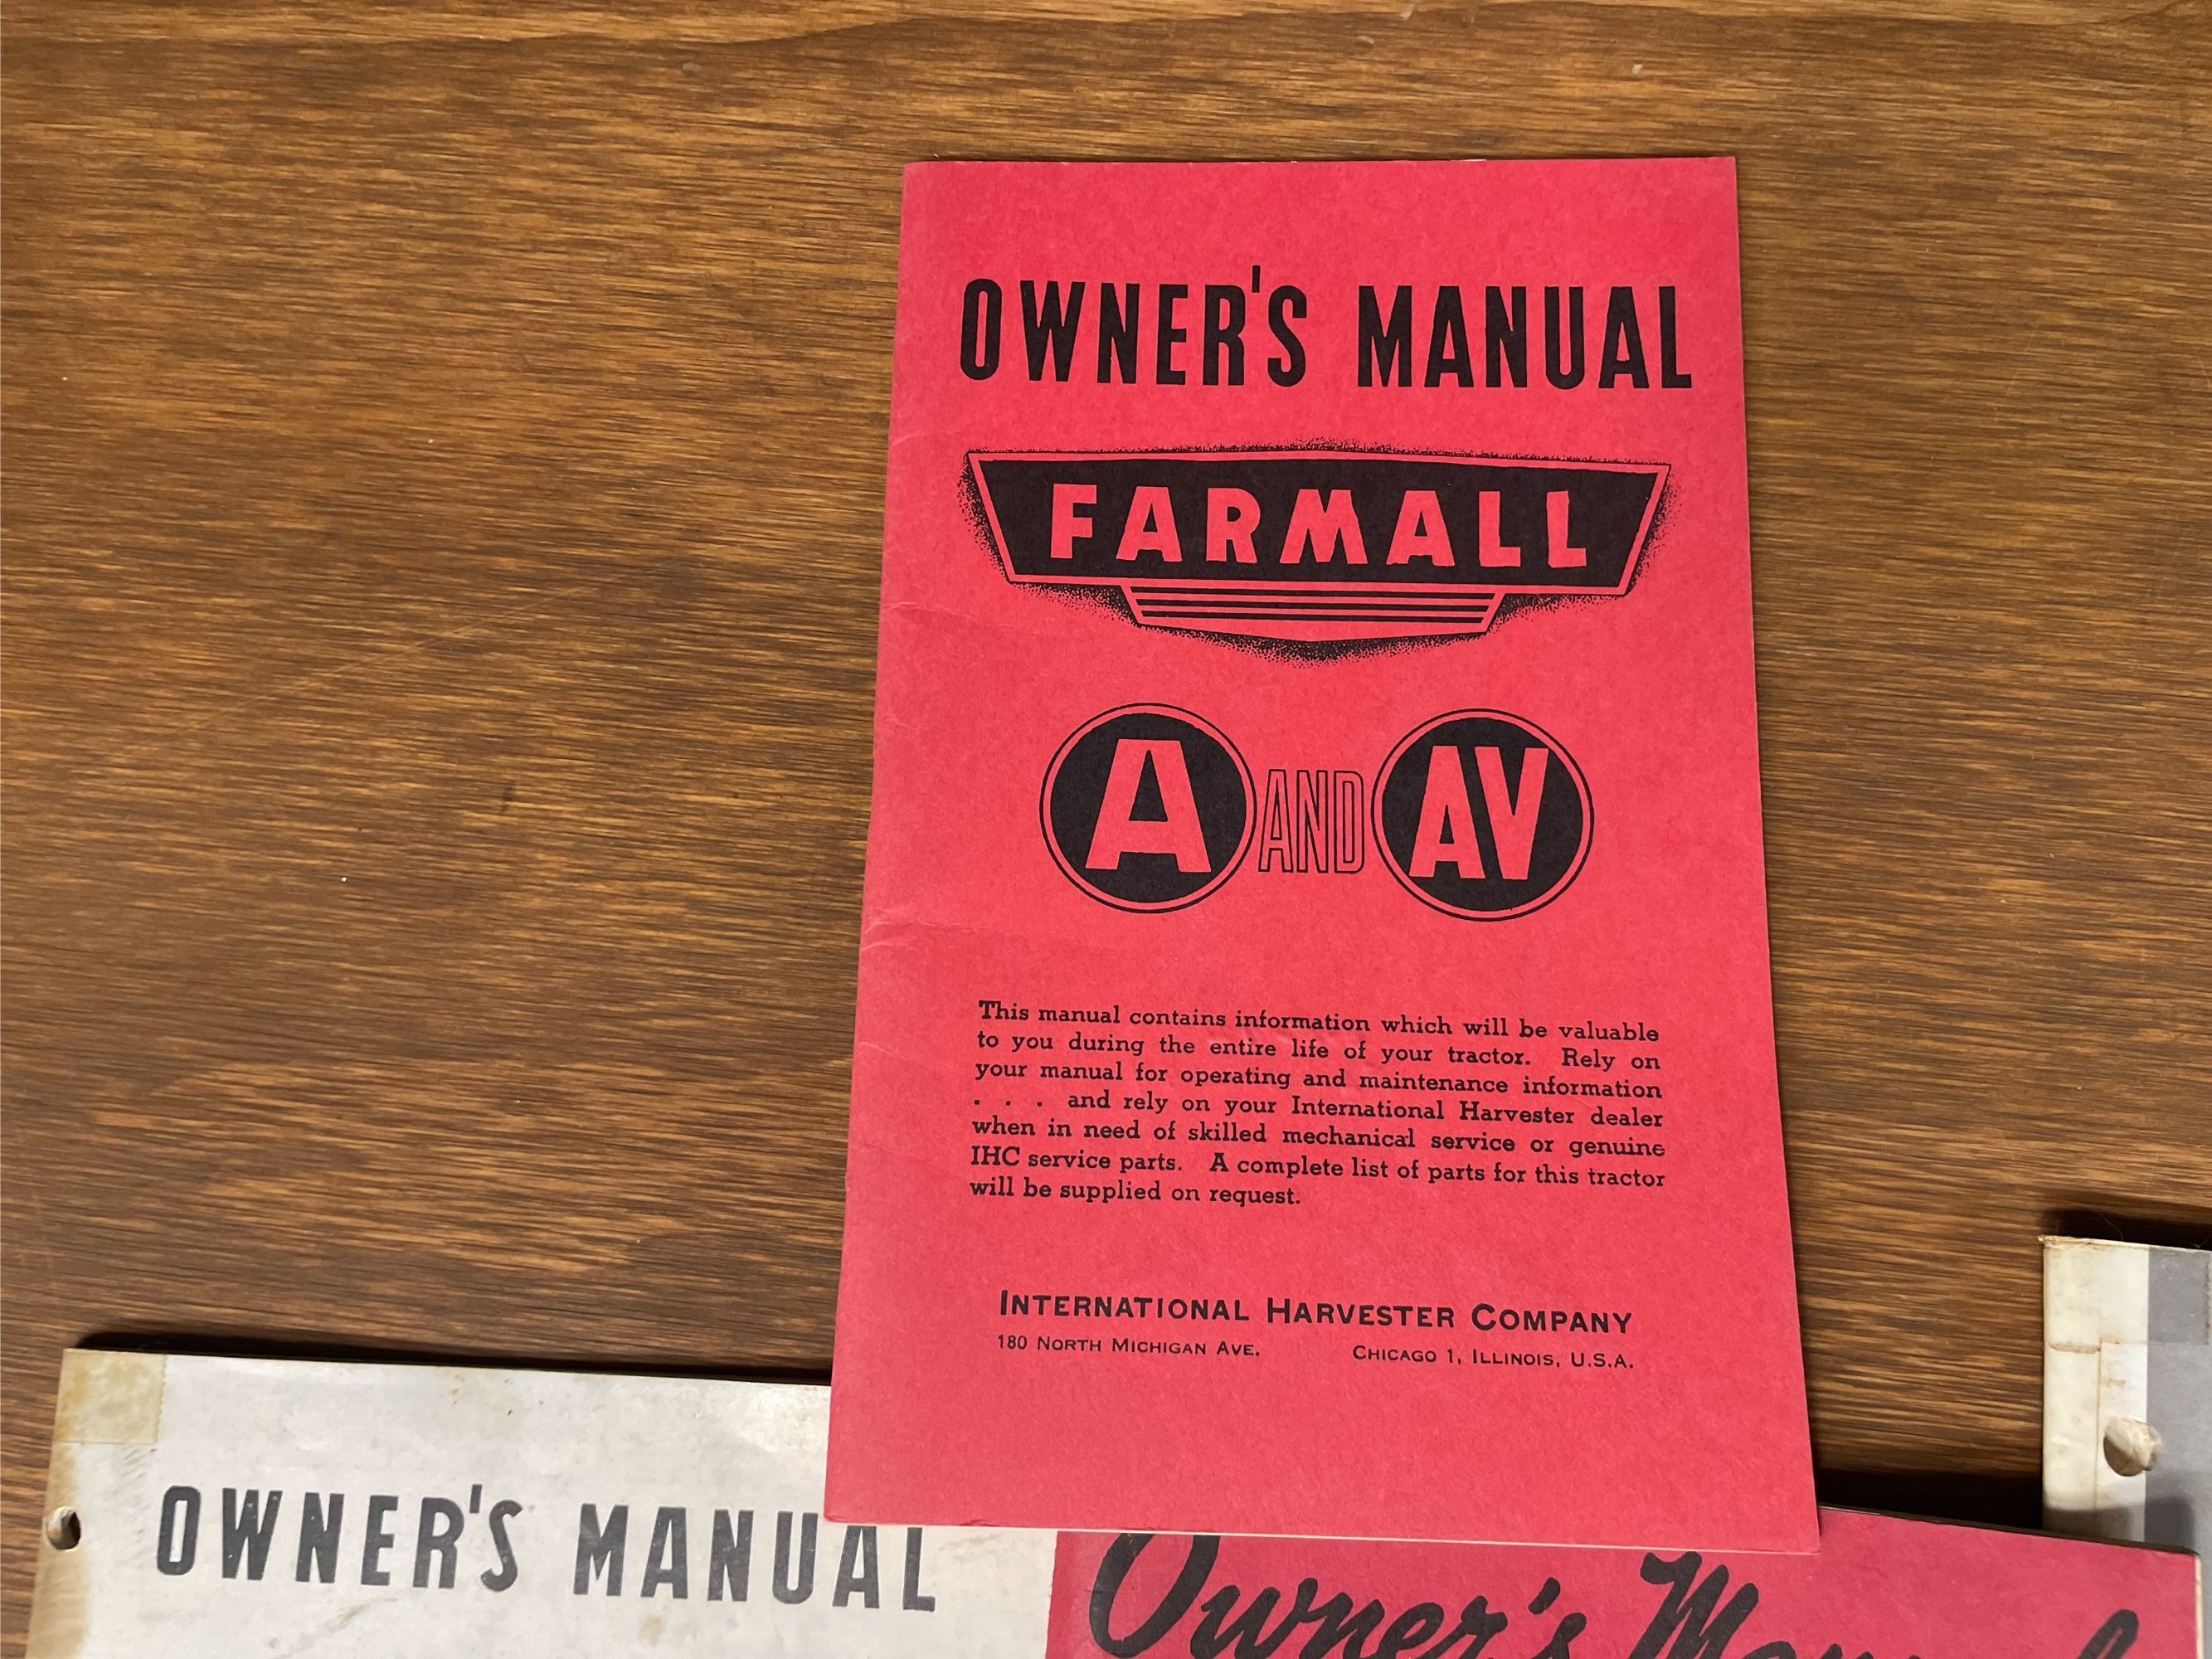 OWNER'S MANUAL
FARMALL
A AND AV
This manual contains information which will be valuable
to you during the entire life of your tractor. Rely on
your manual for operating and maintenance information
. . . and rely on your International Harvester dealer
when in need of skilled mechanical service or genuine
IHC service parts. A complete list of parts for this tractor
will be supplied on request.
INTERNATIONAL HARVESTER COMPANY
180 NORTH MICHIGAN AVE. CHICAGO 1, ILLINOIS, U.S.A.
OWNER'S MANUAL
Owner's Manual